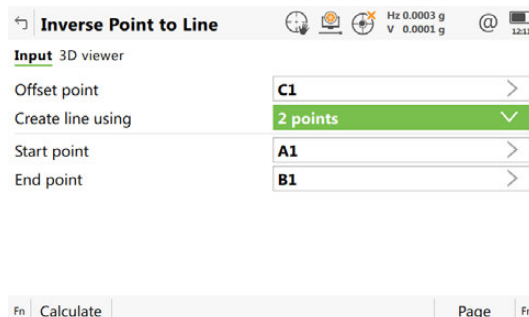 Inverse Point to Line
Hz 0.0003 g
V 0.0001 g
@
Input 3D viewer
Offset point C1
Create line using 2 points
Start point A1
End point B1
Fn Calculate Page